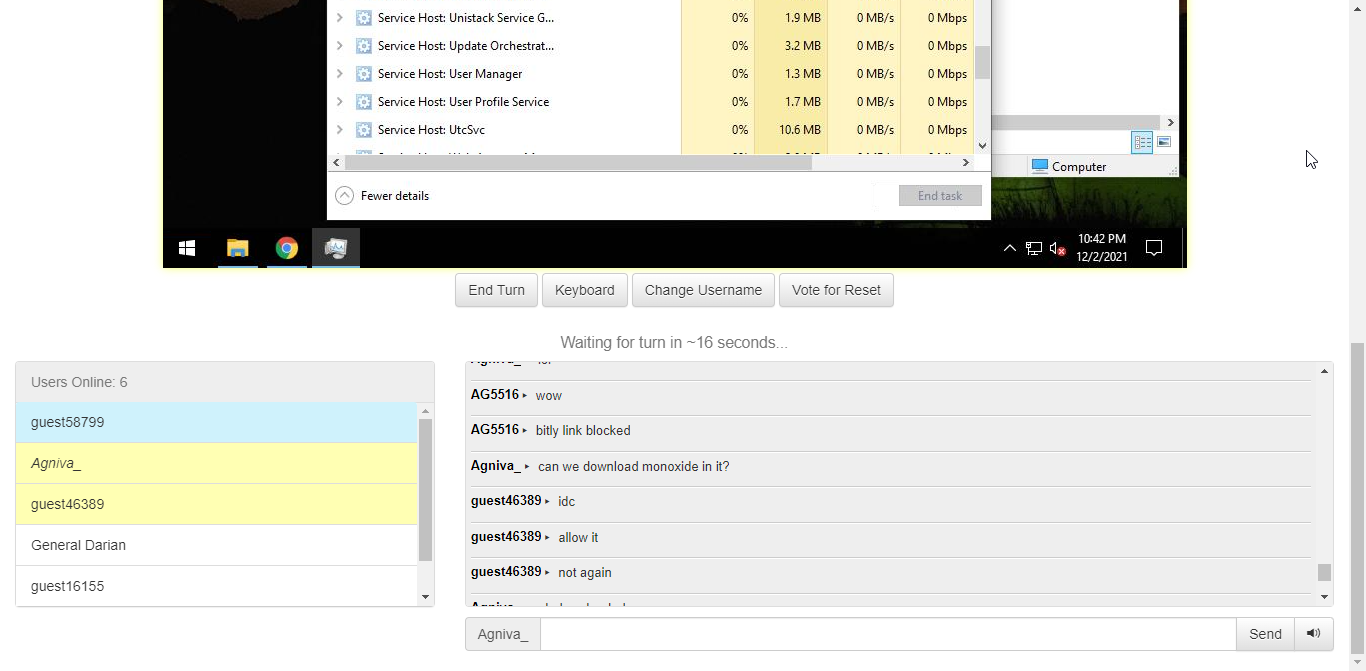 Service Host: Unistack Service G... 0% 1.9 MB 0 MB/s 0 Mbps
Service Host: Update Orchestrat... 0% 3.2 MB 0 MB/s 0 Mbps
Service Host: User Manager 0% 1.3 MB 0 MB/s 0 Mbps
Service Host: User Profile Service 0% 1.7 MB 0 MB/s 0 Mbps
Service Host: UtcSvc 0% 10.6 MB 0 MB/s 0 Mbps
Computer
Fewer details End task
10:42 PM
12/2/2021
End Turn Keyboard Change Username Vote for Reset
Waiting for turn in ~16 seconds...
Users Online: 6
guest58799
Agniva_
guest46389
General Darian
guest16155
AG5516 ▸ wow
AG5516 ▸ bitly link blocked
Agniva_ ▸ can we download monoxide in it?
guest46389 ▸ idc
guest46389 ▸ allow it
guest46389 ▸ not again
Agniva_ Send